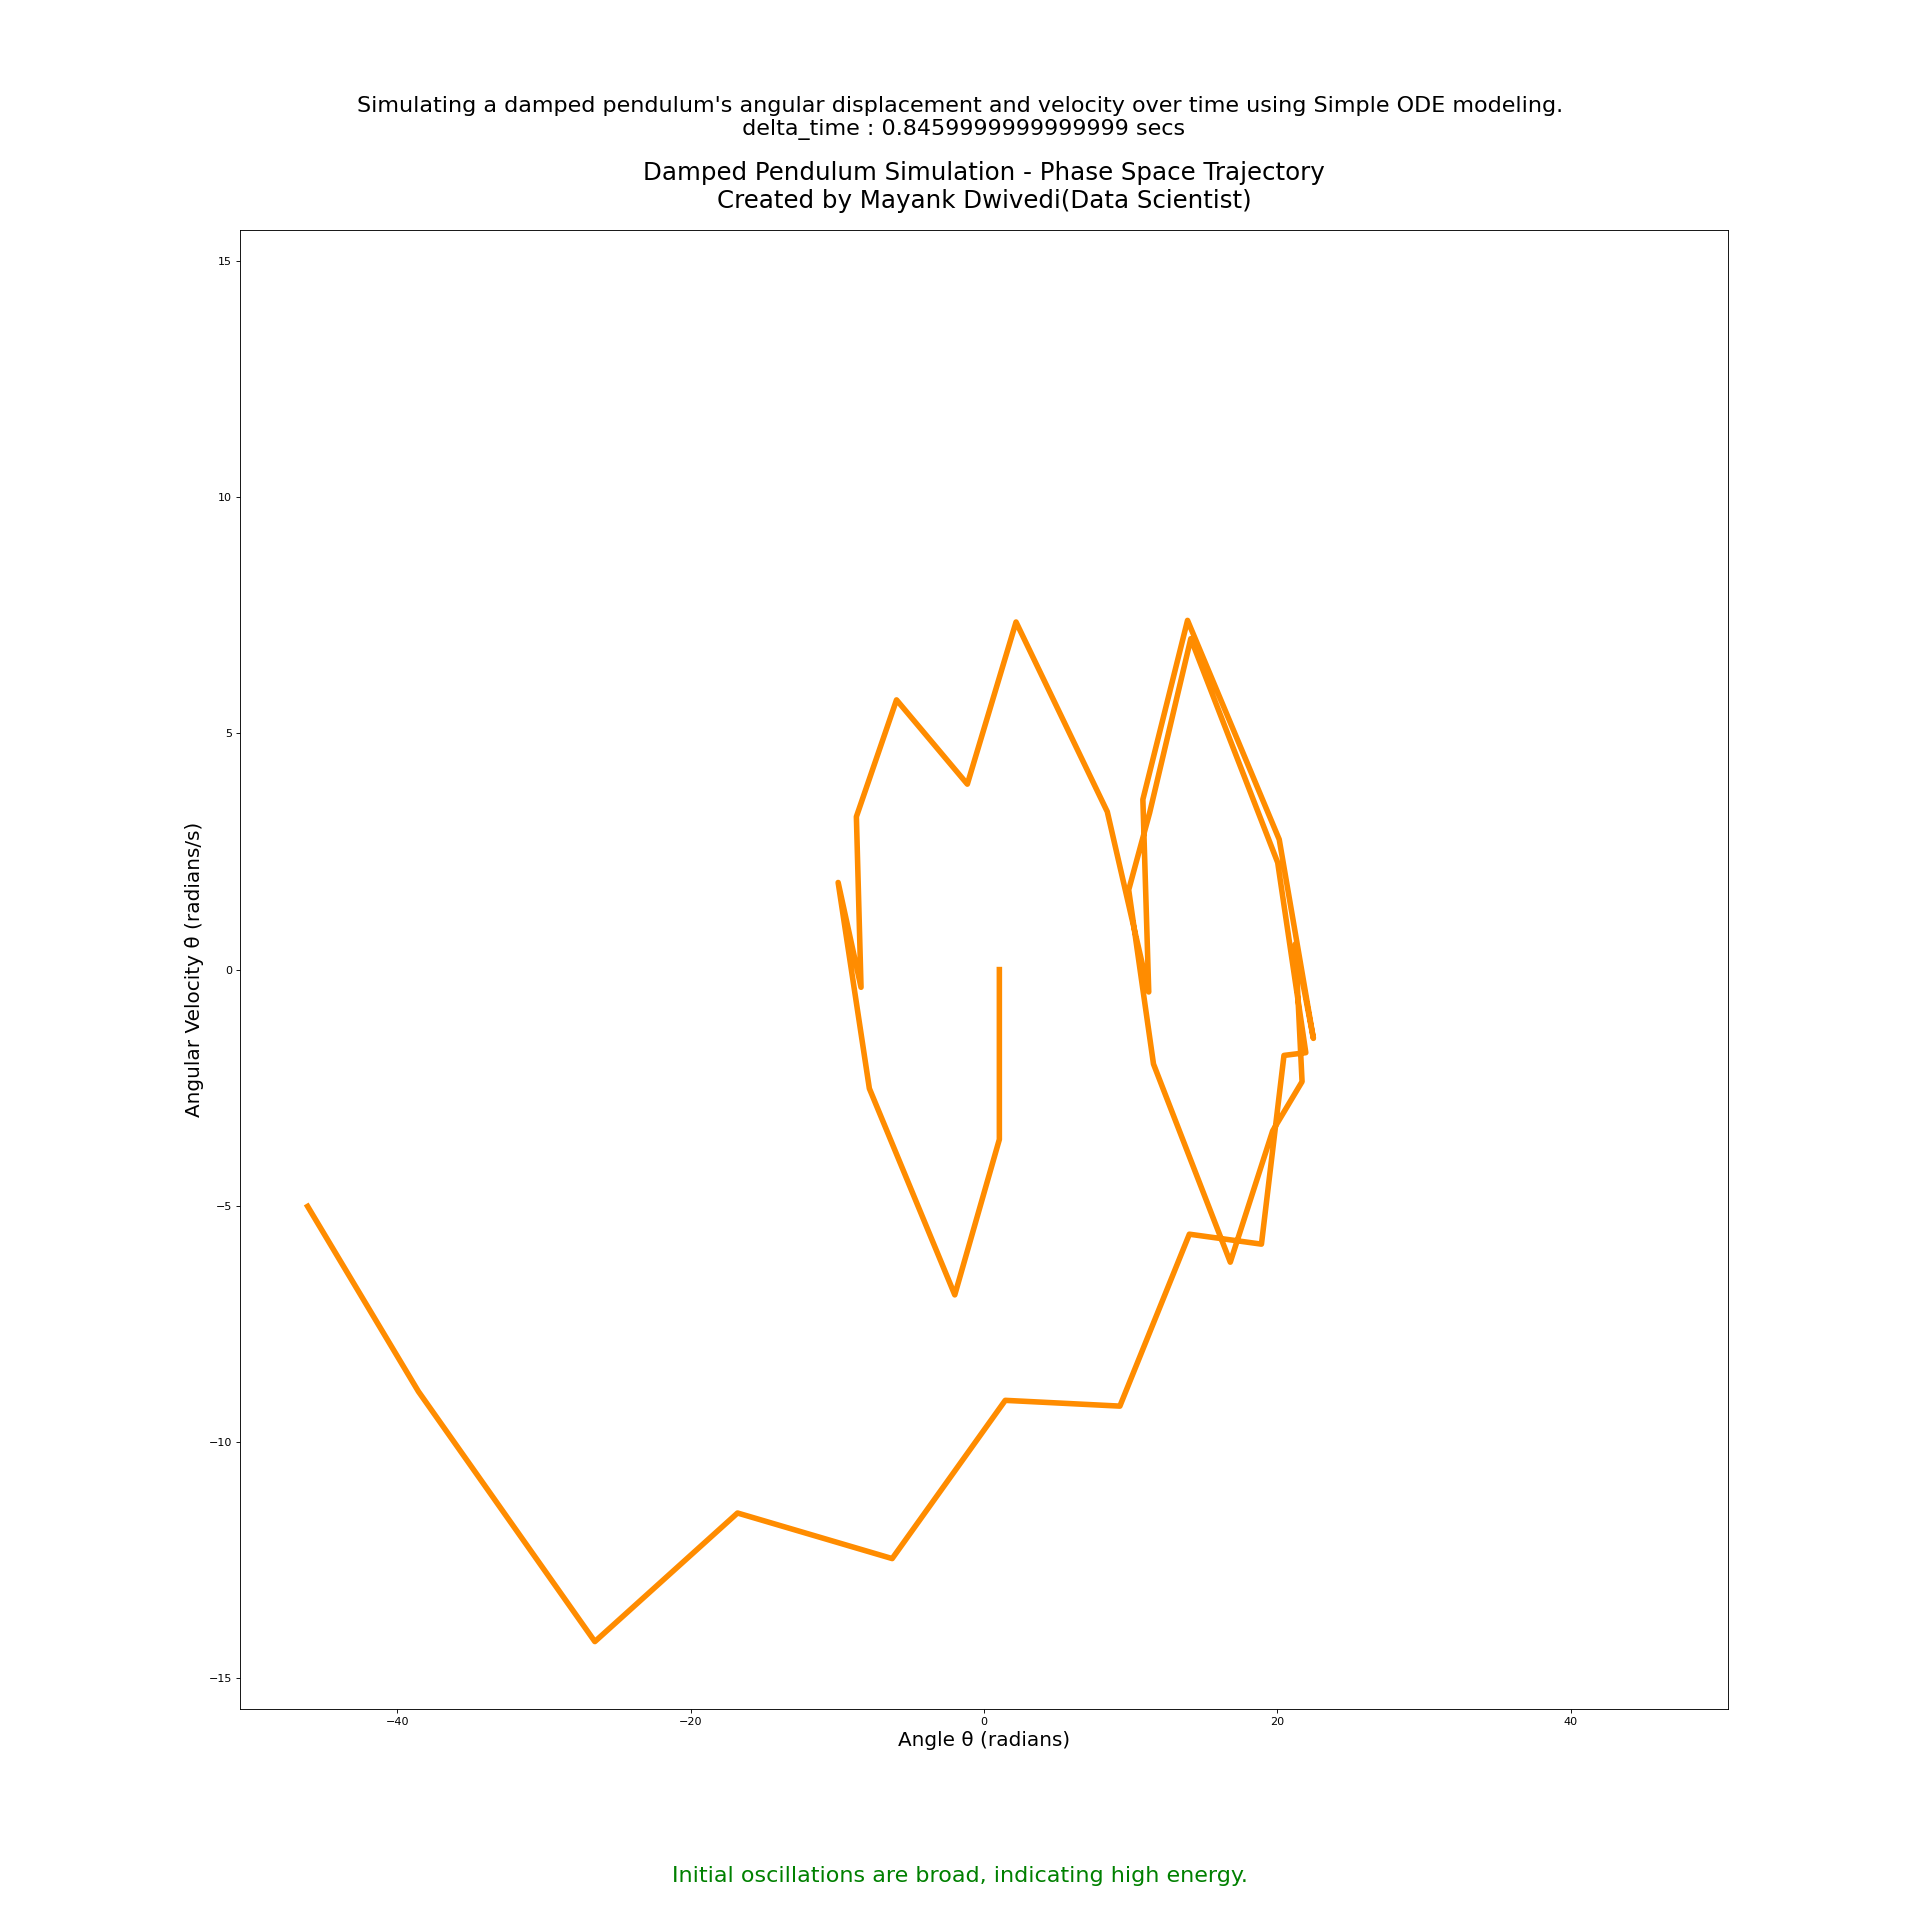 Simulating a damped pendulum's angular displacement and velocity over time using Simple ODE modeling.
delta_time : 0.8459999999999999 secs
Damped Pendulum Simulation - Phase Space Trajectory
Created by Mayank Dwivedi(Data Scientist)
15
10
5
0
−5
−10
−15
Angular Velocity θ (radians/s)
−40
−20
0
20
40
Angle θ (radians)
Initial oscillations are broad, indicating high energy.